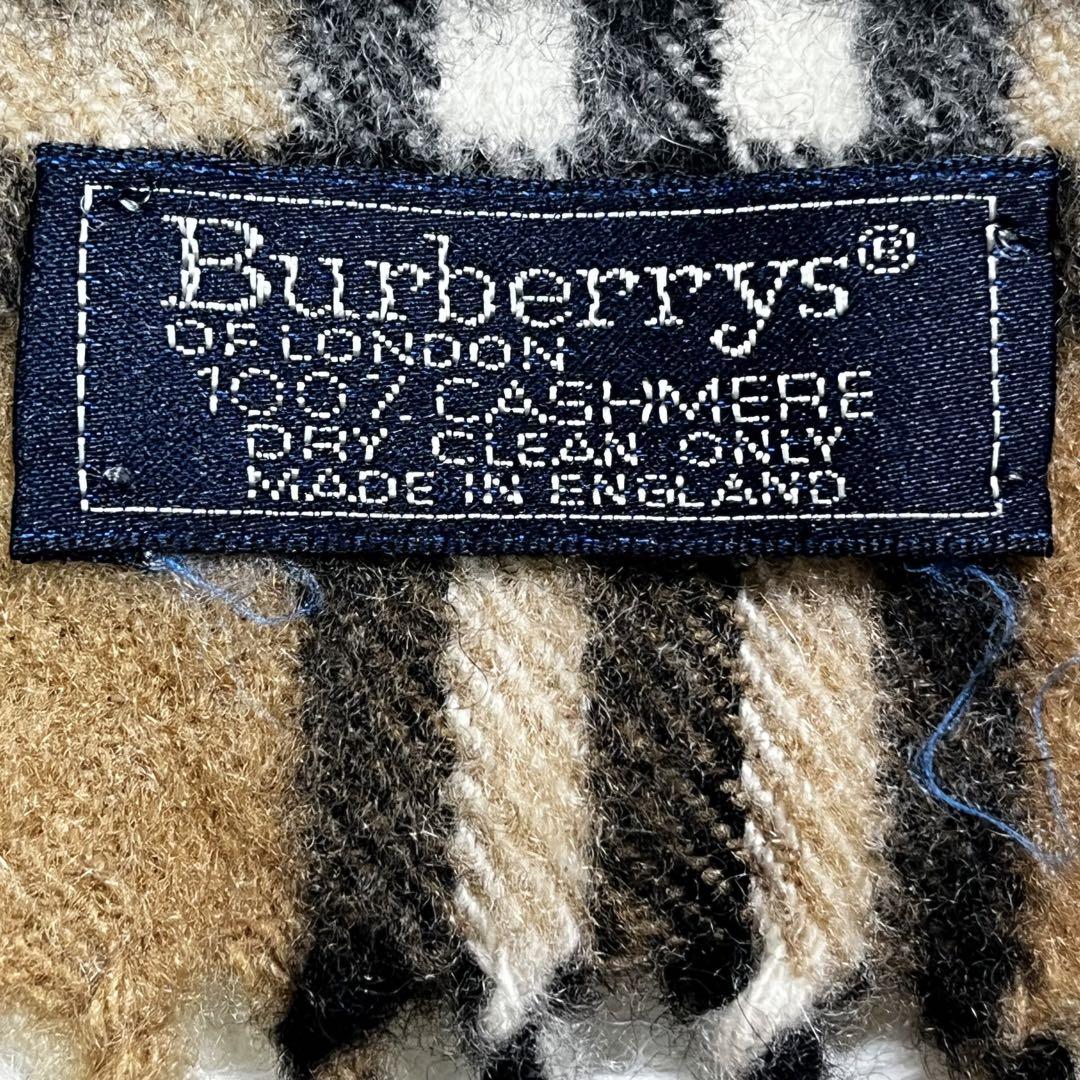 Burberrys®
OF LONDON
100% CASHMERE
DRY CLEAN ONLY
MADE IN ENGLAND